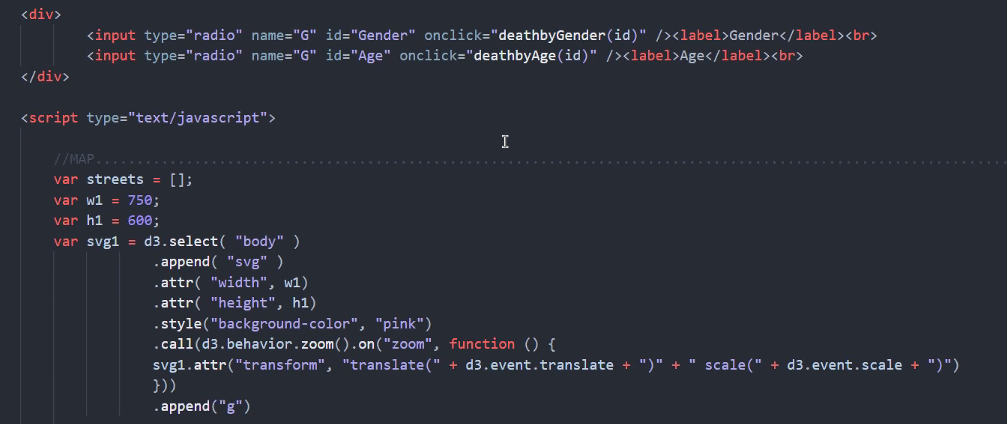 <div>
<input type="radio" name="G" id="Gender" onclick="deathbyGender(id)" /><label>Gender</label><br>
<input type="radio" name="G" id="Age" onclick="deathbyAge(id)" /><label>Age</label><br>
</div>
<script type="text/javascript">
//MAP........................................................................................................................
var streets = [];
var w1 = 750;
var h1 = 600;
var svg1 = d3.select( "body" )
.append( "svg" )
.attr( "width", w1)
.attr( "height", h1)
.style("background-color", "pink")
.call(d3.behavior.zoom().on("zoom", function () {
svg1.attr("transform", "translate(" + d3.event.translate + ")" + " scale(" + d3.event.scale + ")")
}))
.append("g")